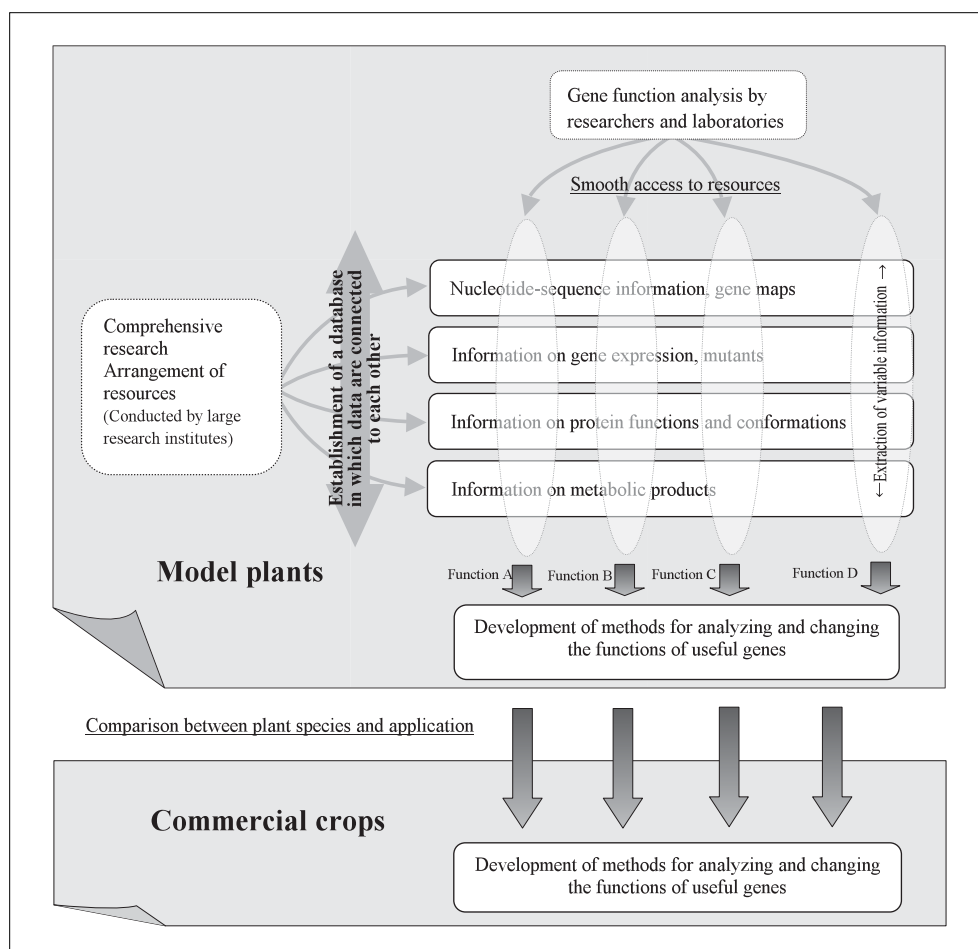 Gene function analysis by
researchers and laboratories
Smooth access to resources
Comprehensive
research
Arrangement of
resources
(Conducted by large
research institutes)
Establishment of a database
in which data are connected
to each other
Nucleotide-sequence information, gene maps
Information on gene expression, mutants
Information on protein functions and conformations
Information on metabolic products
←Extraction of variable information →
Model plants
Function A
Function B
Function C
Function D
Development of methods for analyzing and changing
the functions of useful genes
Comparison between plant species and application
Commercial crops
Development of methods for analyzing and changing
the functions of useful genes